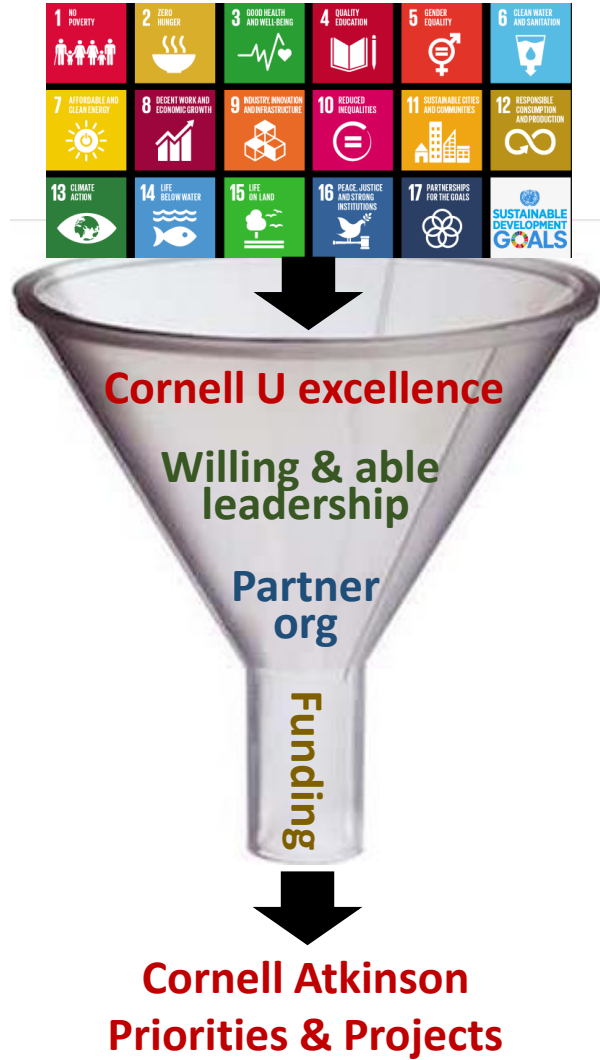 1 NO POVERTY
2 ZERO HUNGER
3 GOOD HEALTH AND WELL-BEING
4 QUALITY EDUCATION
5 GENDER EQUALITY
6 CLEAN WATER AND SANITATION
7 AFFORDABLE AND CLEAN ENERGY
8 DECENT WORK AND ECONOMIC GROWTH
9 INDUSTRY, INNOVATION AND INFRASTRUCTURE
10 REDUCED INEQUALITIES
11 SUSTAINABLE CITIES AND COMMUNITIES
12 RESPONSIBLE CONSUMPTION AND PRODUCTION
13 CLIMATE ACTION
14 LIFE BELOW WATER
15 LIFE ON LAND
16 PEACE, JUSTICE AND STRONG INSTITUTIONS
17 PARTNERSHIPS FOR THE GOALS
SUSTAINABLE
DEVELOPMENT
GOALS
Cornell U excellence
Willing & able
leadership
Partner
org
Funding
Cornell Atkinson
Priorities & Projects